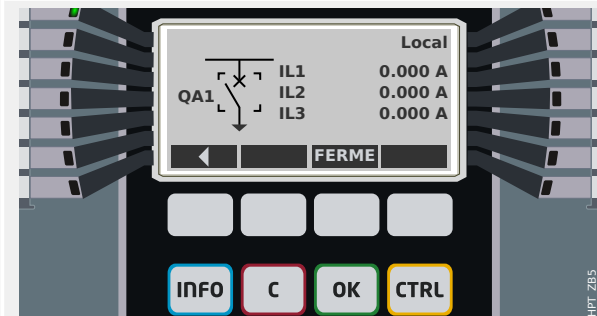 Local
IL1 0.000 A
QA1 IL2 0.000 A
IL3 0.000 A
FERME
INFO C OK CTRL
HPT ZB5